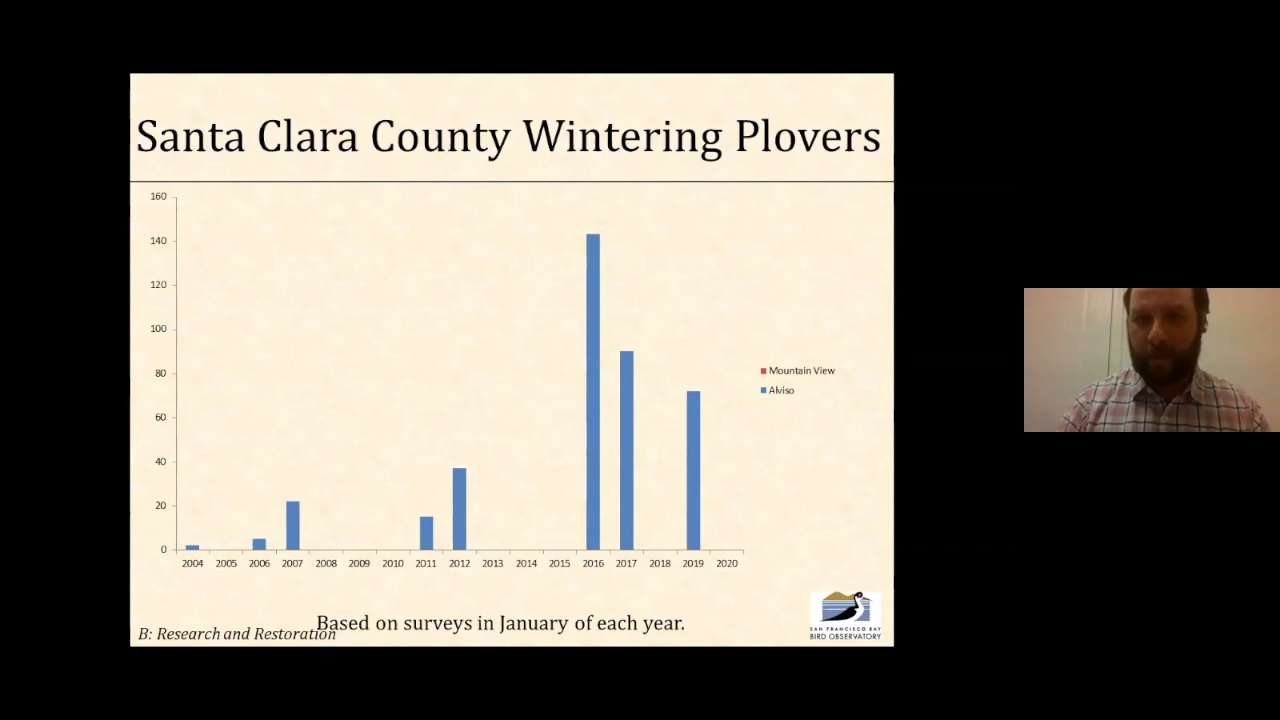 Santa Clara County Wintering Plovers
160
140
120
100
80
60
40
20
0
2004 2005 2006 2007 2008 2009 2010 2011 2012 2013 2014 2015 2016 2017 2018 2019 2020
Mountain View
Alviso
Based on surveys in January of each year.
B: Research and Restoration
SAN FRANCISCO BAY
BIRD OBSERVATORY